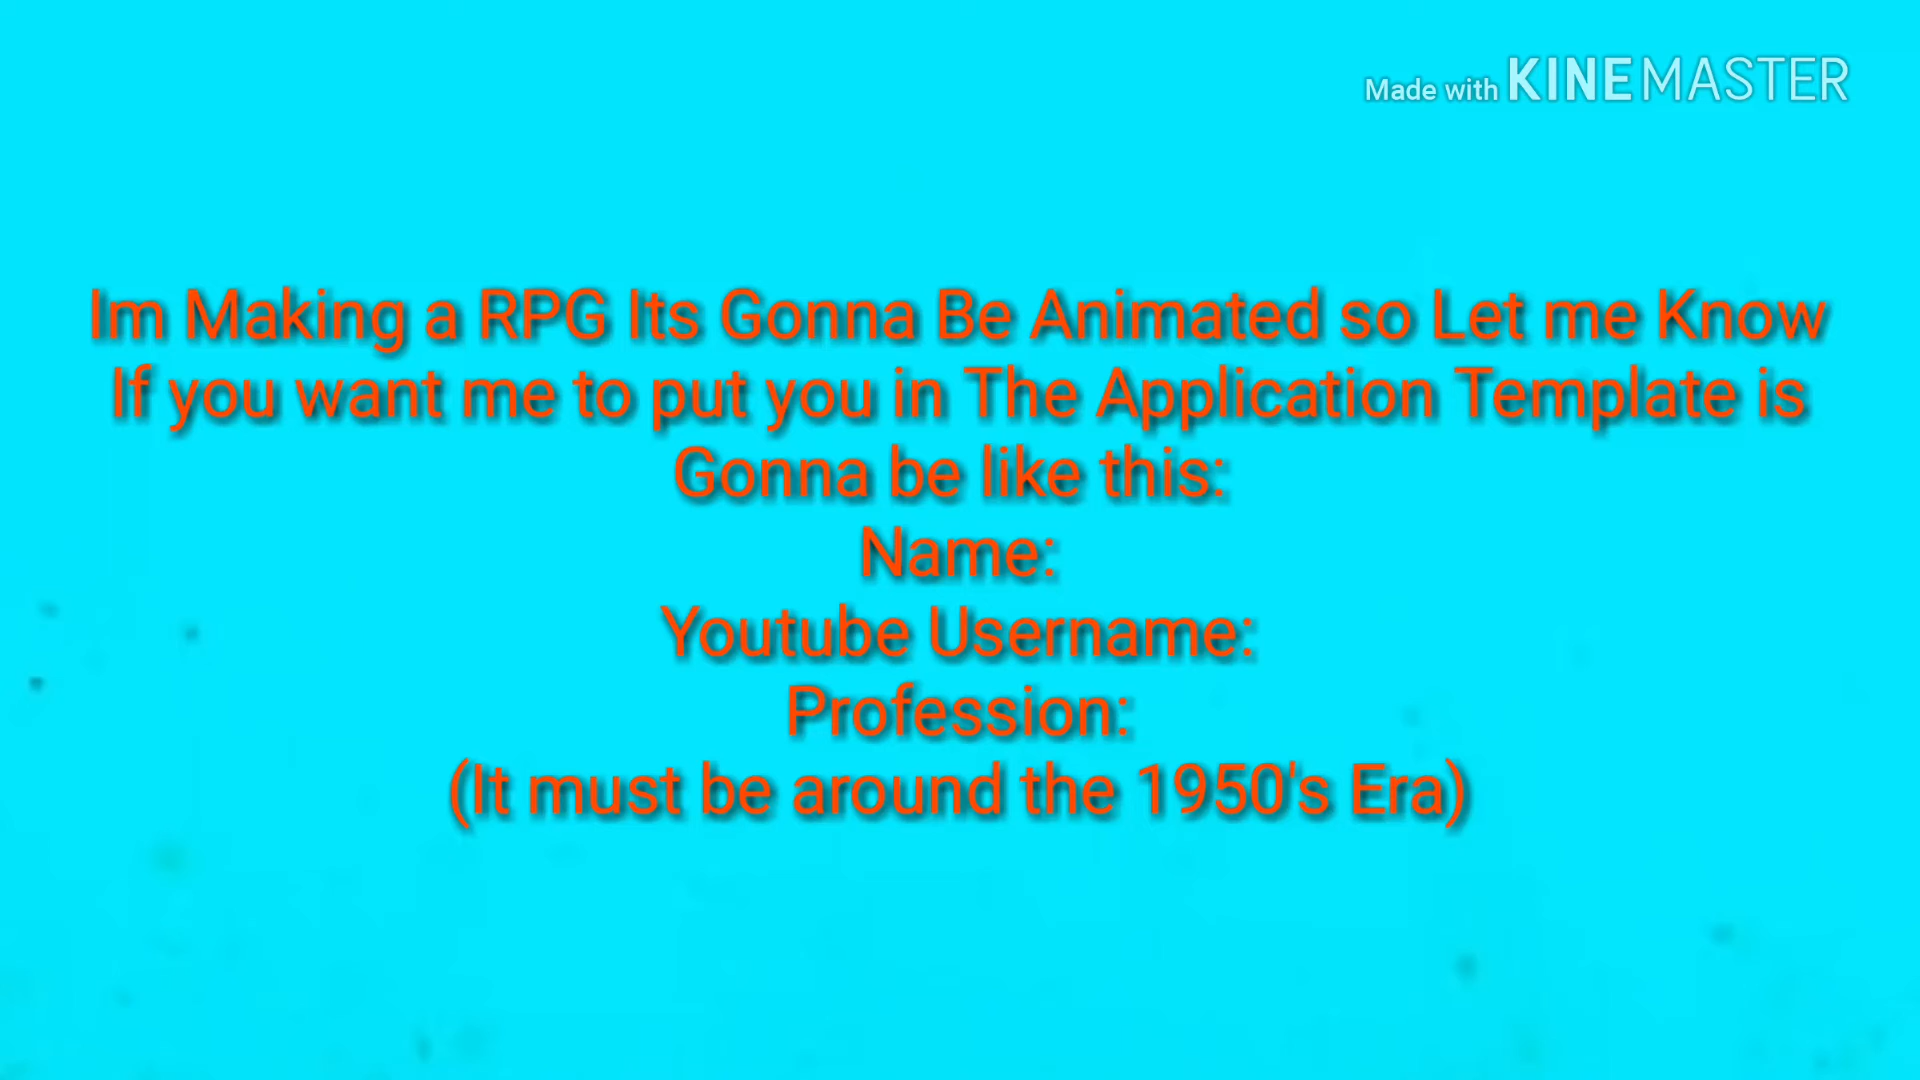 Made with KINEMASTER
Im Making a RPG Its Gonna Be Animated so Let me Know
If you want me to put you in The Application Template is
Gonna be like this:
Name:
Youtube Username:
Profession:
(It must be around the 1950's Era)